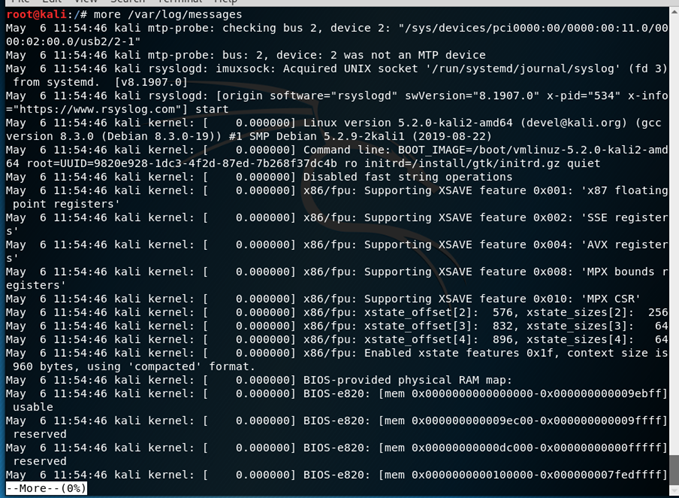 root@kali:/# more /var/log/messages
May  6 11:54:46 kali mtp-probe: checking bus 2, device 2: "/sys/devices/pci0000:00/0000:00:11.0/00
00:02:00.0/usb2/2-1"
May  6 11:54:46 kali mtp-probe: bus: 2, device: 2 was not an MTP device
May  6 11:54:46 kali rsyslogd: imuxsock: Acquired UNIX socket '/run/systemd/journal/syslog' (fd 3)
 from systemd.  [v8.1907.0]
May  6 11:54:46 kali rsyslogd: [origin software="rsyslogd" swVersion="8.1907.0" x-pid="534" x-info
="https://www.rsyslog.com"] start
May  6 11:54:46 kali kernel: [    0.000000] Linux version 5.2.0-kali2-amd64 (devel@kali.org) (gcc
version 8.3.0 (Debian 8.3.0-19)) #1 SMP Debian 5.2.9-2kali1 (2019-08-22)
May  6 11:54:46 kali kernel: [    0.000000] Command line: BOOT_IMAGE=/boot/vmlinuz-5.2.0-kali2-amd
64 root=UUID=9820e928-1dc3-4f2d-87ed-7b268f37dc4b ro initrd=/install/gtk/initrd.gz quiet
May  6 11:54:46 kali kernel: [    0.000000] Disabled fast string operations
May  6 11:54:46 kali kernel: [    0.000000] x86/fpu: Supporting XSAVE feature 0x001: 'x87 floating
 point registers'
May  6 11:54:46 kali kernel: [    0.000000] x86/fpu: Supporting XSAVE feature 0x002: 'SSE register
s'
May  6 11:54:46 kali kernel: [    0.000000] x86/fpu: Supporting XSAVE feature 0x004: 'AVX register
s'
May  6 11:54:46 kali kernel: [    0.000000] x86/fpu: Supporting XSAVE feature 0x008: 'MPX bounds r
egisters'
May  6 11:54:46 kali kernel: [    0.000000] x86/fpu: Supporting XSAVE feature 0x010: 'MPX CSR'
May  6 11:54:46 kali kernel: [    0.000000] x86/fpu: xstate_offset[2]:  576, xstate_sizes[2]:  256
May  6 11:54:46 kali kernel: [    0.000000] x86/fpu: xstate_offset[3]:  832, xstate_sizes[3]:   64
May  6 11:54:46 kali kernel: [    0.000000] x86/fpu: xstate_offset[4]:  896, xstate_sizes[4]:   64
May  6 11:54:46 kali kernel: [    0.000000] x86/fpu: Enabled xstate features 0x1f, context size is
 960 bytes, using 'compacted' format.
May  6 11:54:46 kali kernel: [    0.000000] BIOS-provided physical RAM map:
May  6 11:54:46 kali kernel: [    0.000000] BIOS-e820: [mem 0x0000000000000000-0x000000000009ebff]
 usable
May  6 11:54:46 kali kernel: [    0.000000] BIOS-e820: [mem 0x000000000009ec00-0x000000000009ffff]
 reserved
May  6 11:54:46 kali kernel: [    0.000000] BIOS-e820: [mem 0x00000000000dc000-0x00000000000fffff]
 reserved
May  6 11:54:46 kali kernel: [    0.000000] BIOS-e820: [mem 0x0000000000100000-0x000000007fedffff]
--More--(0%)